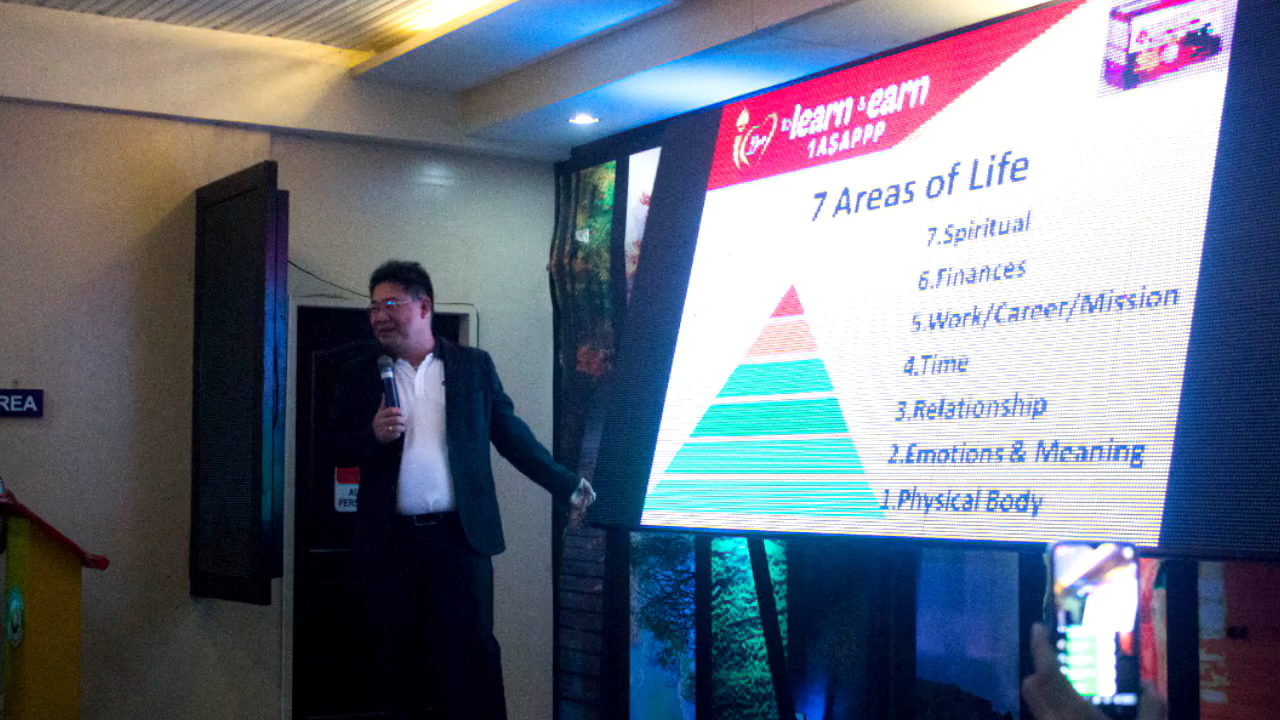 to learn & earn
1ASAPPP
7 Areas of Life
7.Spiritual
6.Finances
5.Work/Career/Mission
4.Time
3.Relationship
2.Emotions & Meaning
1.Physical Body
REA